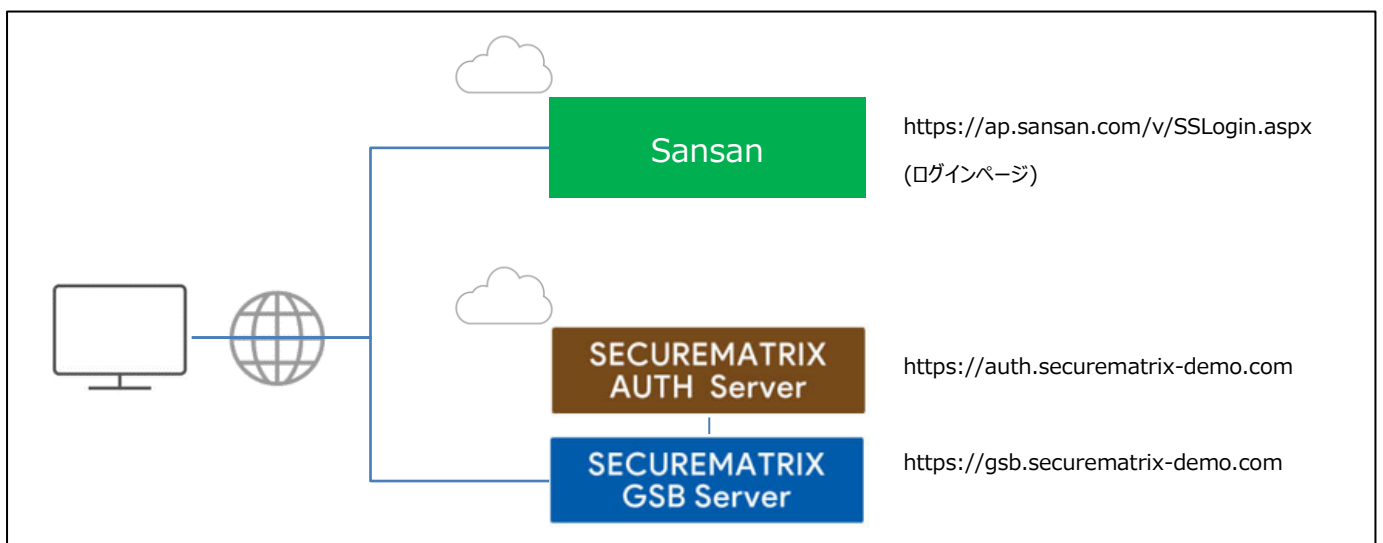 Sansan
https://ap.sansan.com/v/SSLogin.aspx
(ログインページ)
SECUREMATRIX
AUTH Server
https://auth.securematrix-demo.com
SECUREMATRIX
GSB Server
https://gsb.securematrix-demo.com